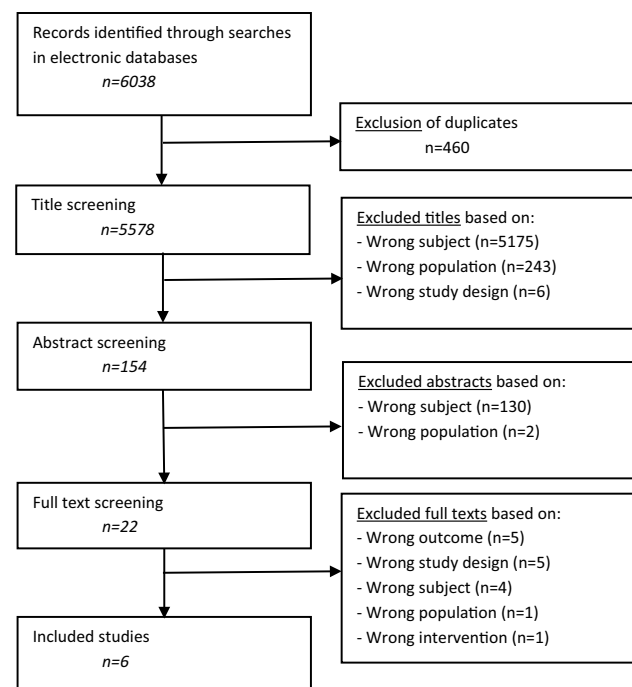 Records identified through searches
in electronic databases
n=6038
Exclusion of duplicates
n=460
Title screening
n=5578
Excluded titles based on:
- Wrong subject (n=5175)
- Wrong population (n=243)
- Wrong study design (n=6)
Abstract screening
n=154
Excluded abstracts based on:
- Wrong subject (n=130)
- Wrong population (n=2)
Full text screening
n=22
Excluded full texts based on:
- Wrong outcome (n=5)
- Wrong study design (n=5)
- Wrong subject (n=4)
- Wrong population (n=1)
- Wrong intervention (n=1)
Included studies
n=6